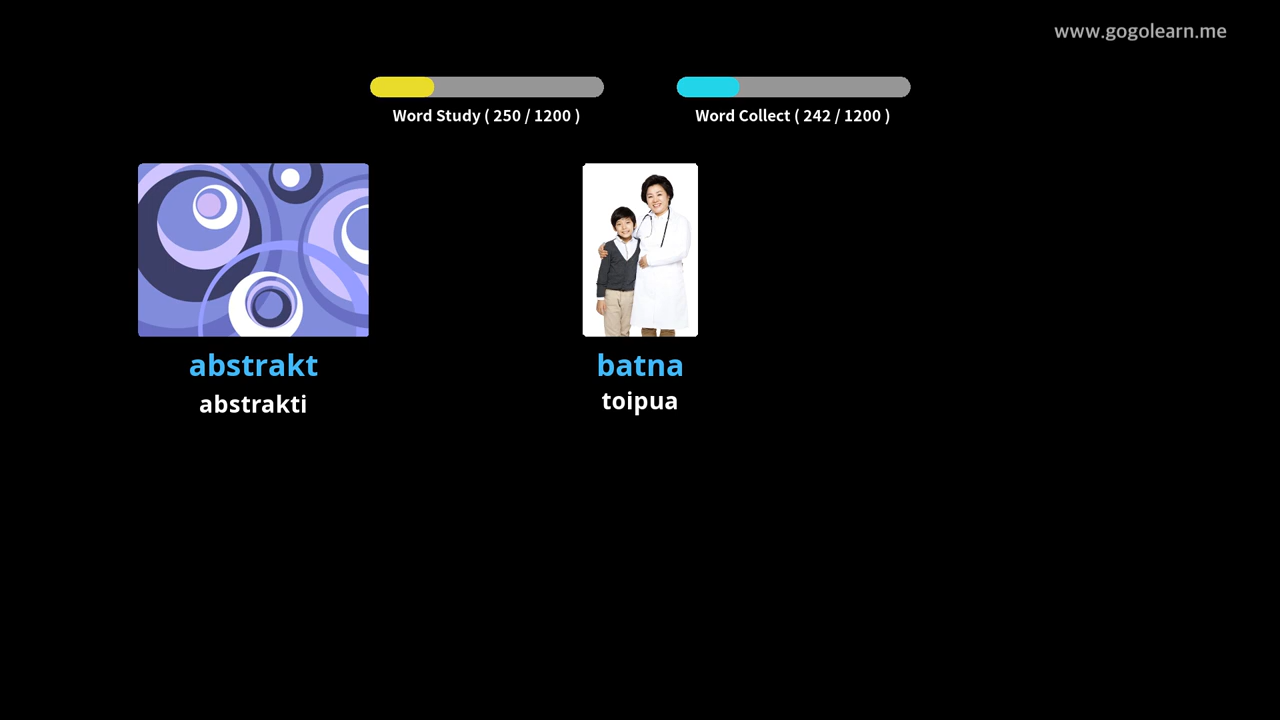 www.gogolearn.me
Word Study ( 250 / 1200 )
Word Collect ( 242 / 1200 )
abstrakt
abstrakti
batna
toipua